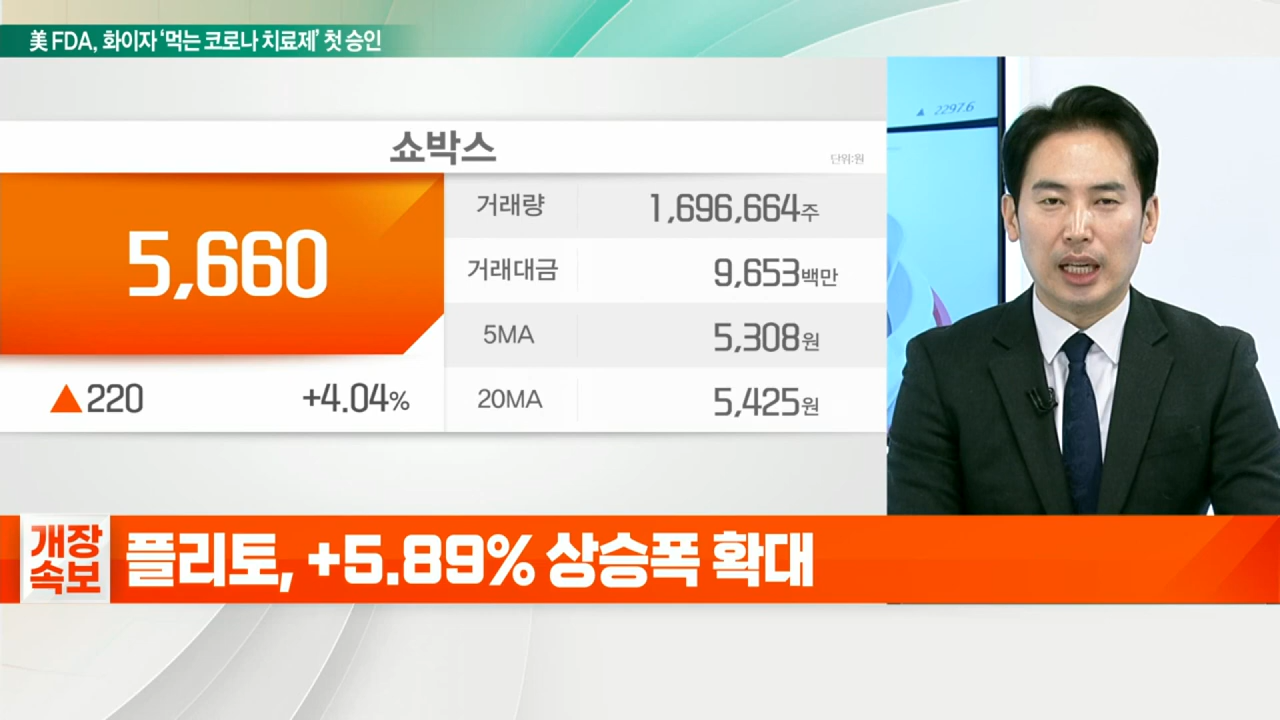 美 FDA, 화이자 ‘먹는 코로나 치료제’ 첫 승인
▲ 2297.6
쇼박스
단위:원
5,660
▲220 +4.04%
거래량 1,696,664주
거래대금 9,653백만
5MA 5,308원
20MA 5,425원
개장
속보
플리토, +5.89% 상승폭 확대